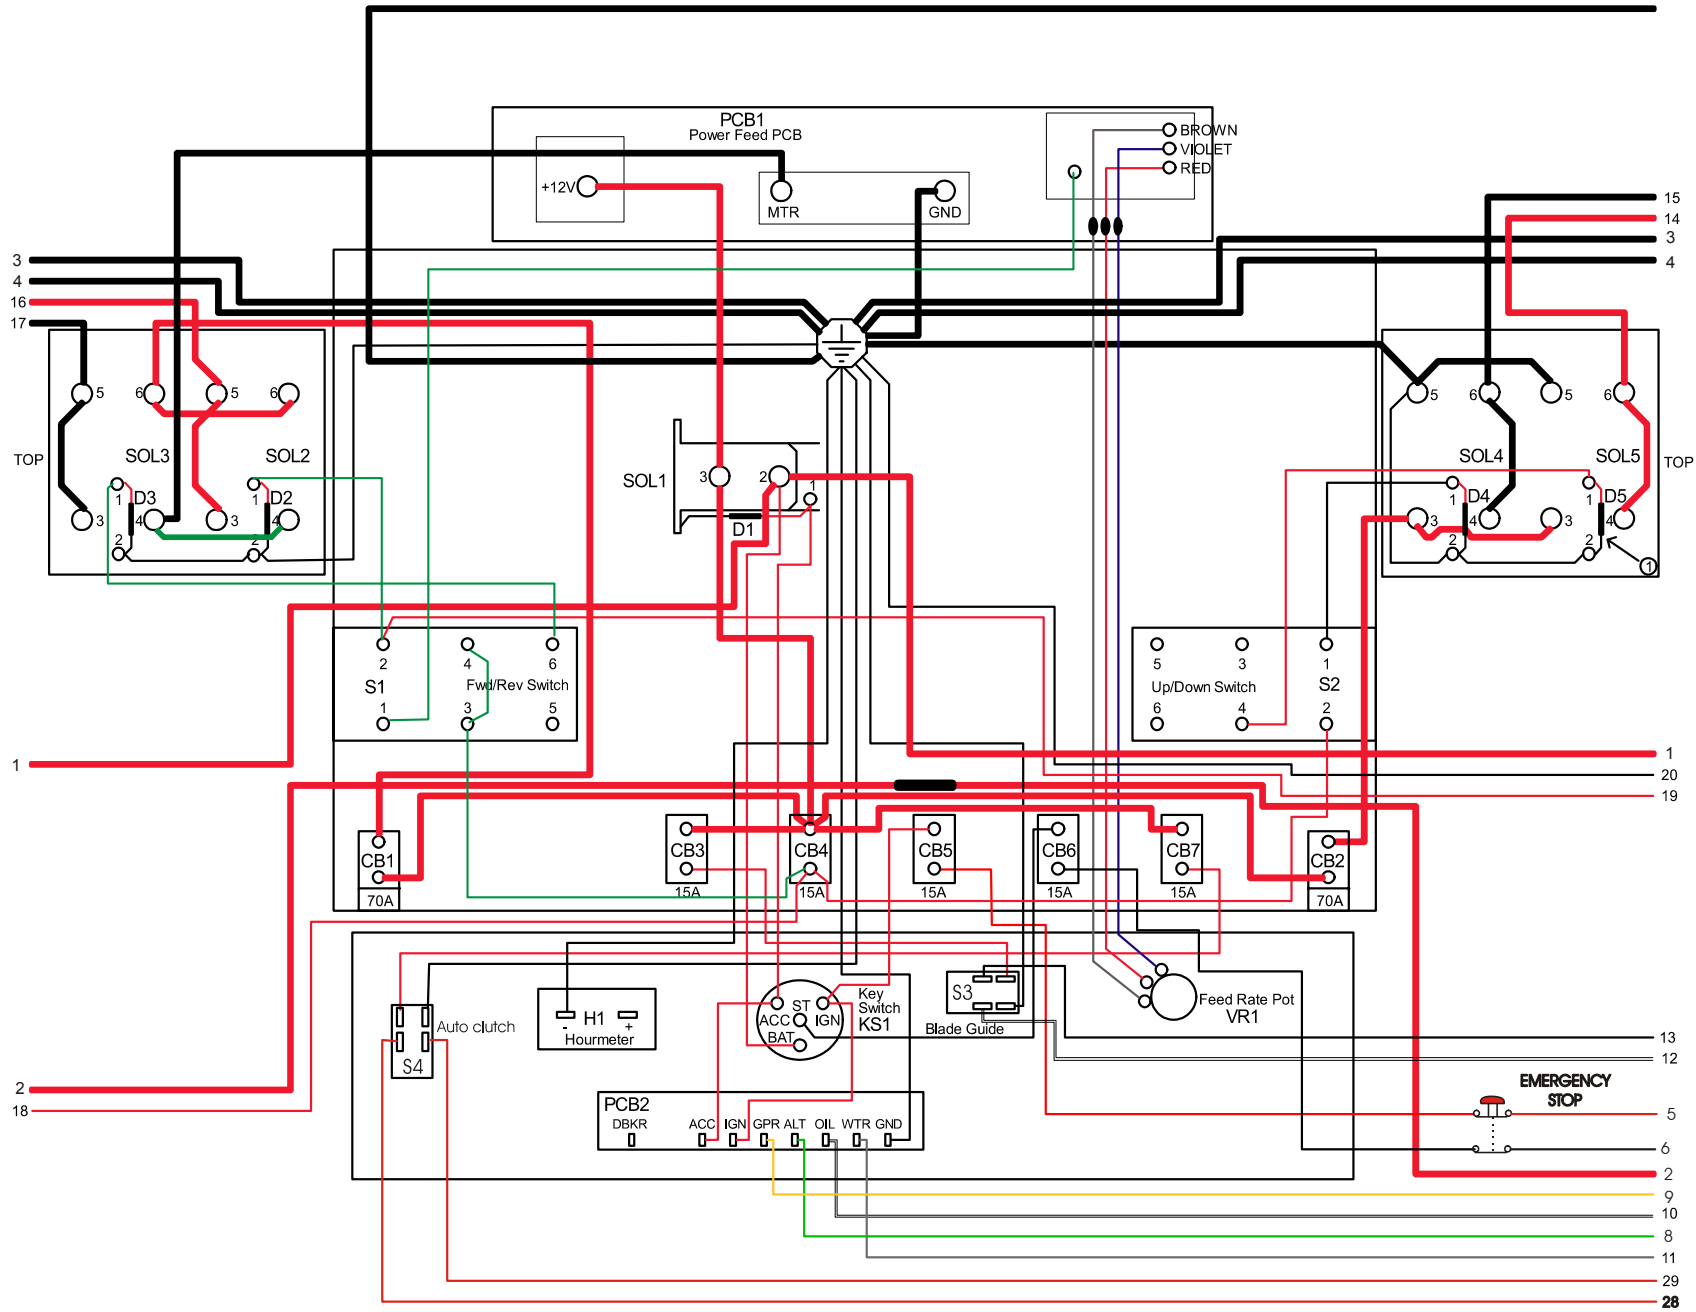 PCB1
Power Feed PCB
BROWN
VIOLET
RED
+12V
MTR
GND
15
14
3
4
3
4
16
17
5
6
5
6
5
6
5
6
TOP
SOL3
SOL2
SOL1
3
2
1
D1
SOL4
SOL5
TOP
1
D3
1
D2
3
4
3
4
2
2
1
D4
1
D5
3
4
3
4
2
2
1
2
4
6
S1
Fwd/Rev Switch
1
3
5
5
3
1
Up/Down Switch
S2
6
4
2
1
1
20
19
CB1
70A
CB3
15A
CB4
15A
CB5
15A
CB6
15A
CB7
15A
CB2
70A
S4
Auto clutch
- H1 +
Hourmeter
ST
ACC
IGN
BAT
Key
Switch
KS1
S3
Blade Guide
Feed Rate Pot
VR1
13
12
2
18
PCB2
DBKR
ACC
IGN
GPR
ALT
OIL
WTR
GND
EMERGENCY
STOP
5
6
2
9
10
8
11
29
28